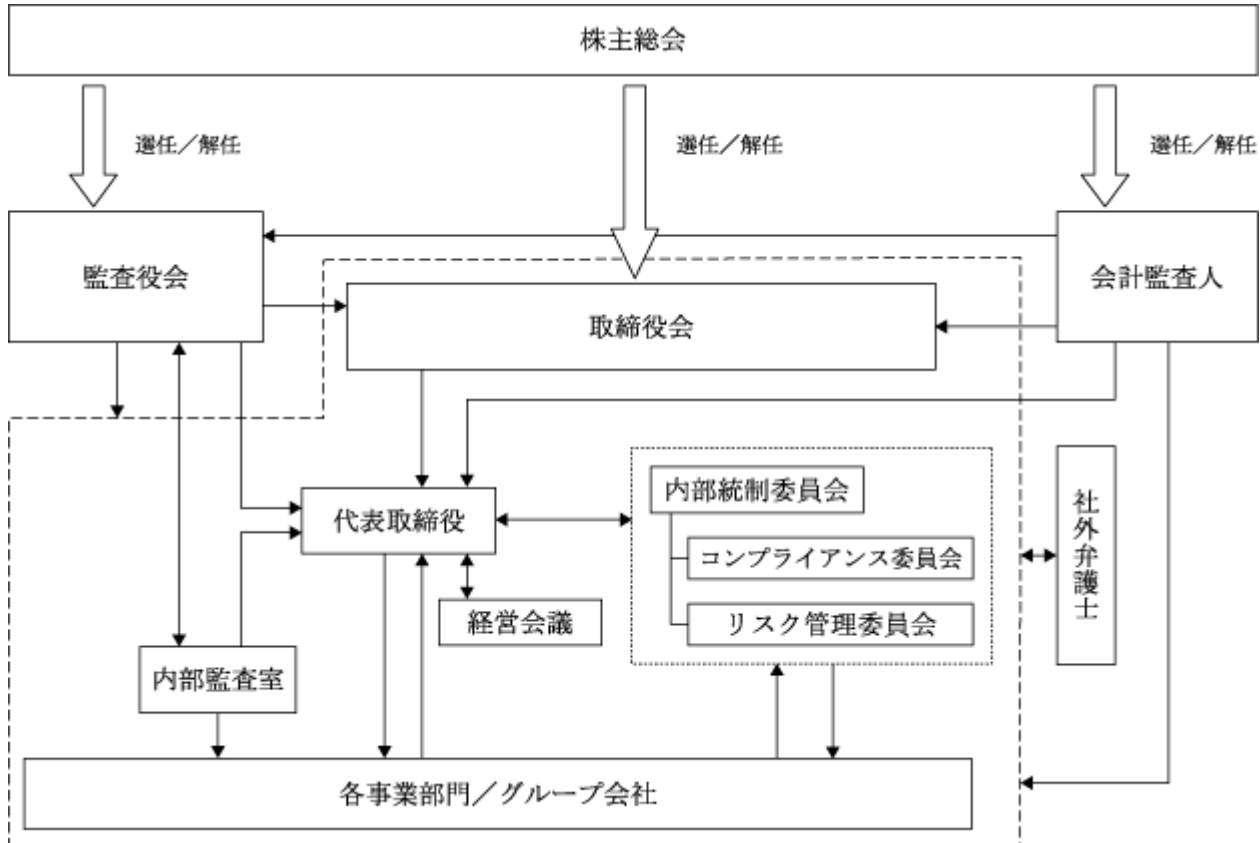 株主総会
選任／解任
選任／解任
選任／解任
監査役会
取締役会
会計監査人
代表取締役
内部統制委員会
コンプライアンス委員会
リスク管理委員会
社外弁護士
経営会議
内部監査室
各事業部門／グループ会社